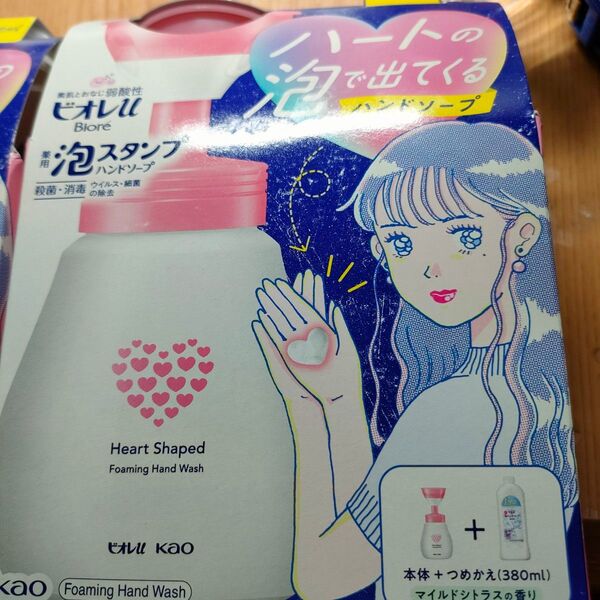 ハートの
泡で出てくる
ハンドソープ
素肌とおなじ弱酸性
ビオレu
Bioré
薬用
泡スタンプ
ハンドソープ
殺菌・消毒
ウイルス・細菌
の除去
Heart Shaped
Foaming Hand Wash
ビオレu KAO
本体+つめかえ(380ml)
マイルドシトラスの香り
Kao
Foaming Hand Wash